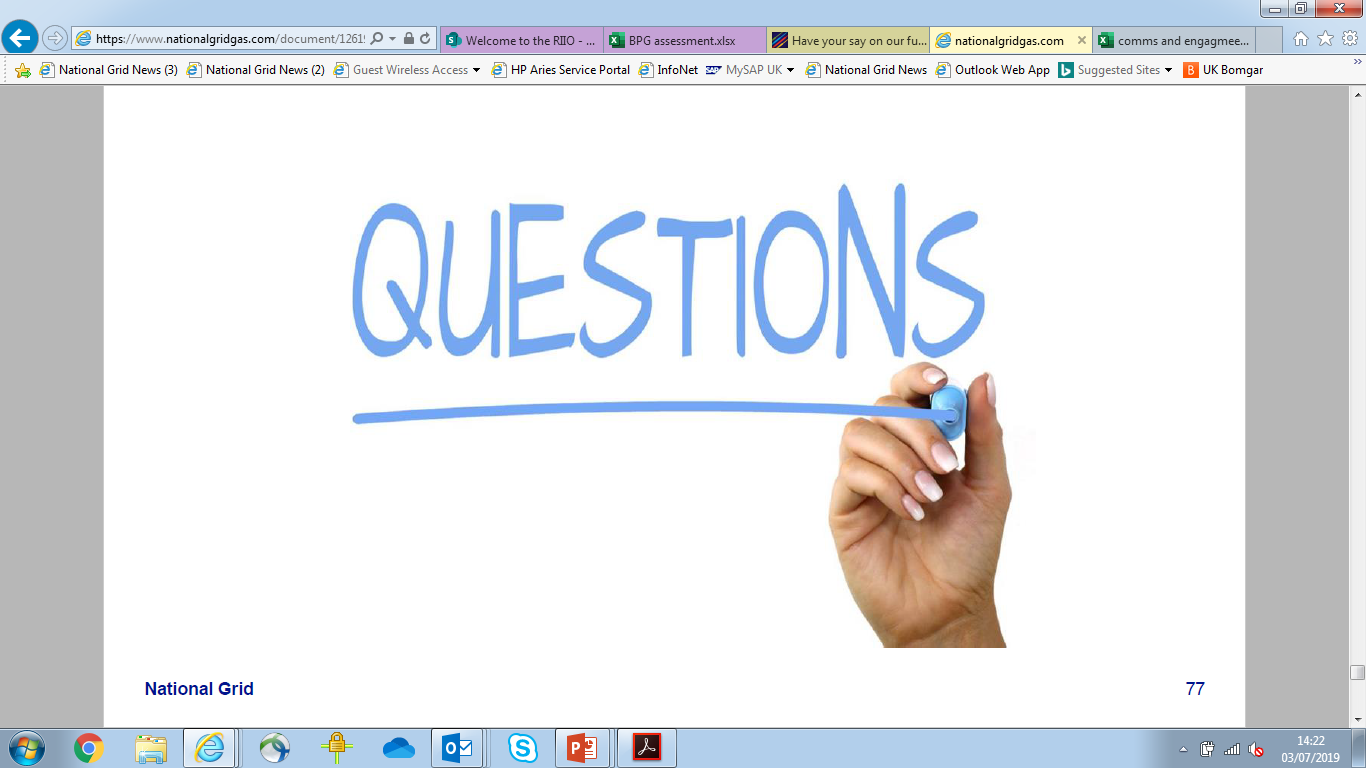 https://www.nationalgridgas.com/document/1261
Welcome to the RIIO - ...
BPG assessment.xlsx
Have your say on our fu...
nationalgridgas.com
comms and engagmee...
National Grid News (3)
National Grid News (2)
Guest Wireless Access
HP Aries Service Portal
InfoNet
SAP
MySAP UK
National Grid News
Outlook Web App
Suggested Sites
UK Bomgar
QUESTIONS
National Grid
77
14:22
03/07/2019